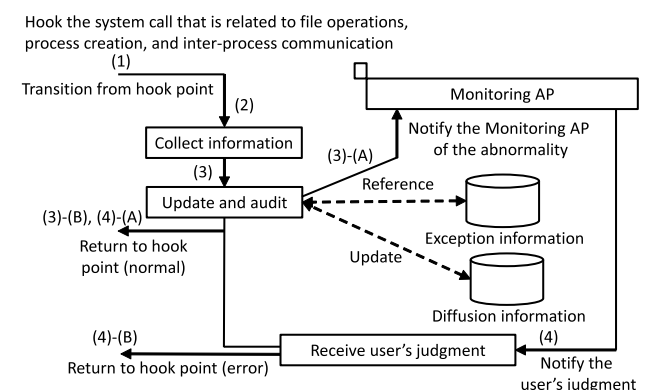 Hook the system call that is related to file operations,
process creation, and inter-process communication
(1)
Transition from hook point
(2)
Monitoring AP
Collect information
Notify the Monitoring AP
of the abnormality
(3)-(A)
(3)
Reference
Update and audit
(3)-(B), (4)-(A)
Return to hook
point (normal)
Exception information
Update
Diffusion information
(4)-(B)
Return to hook point (error)
Receive user's judgment
(4)
Notify the
user's judgment